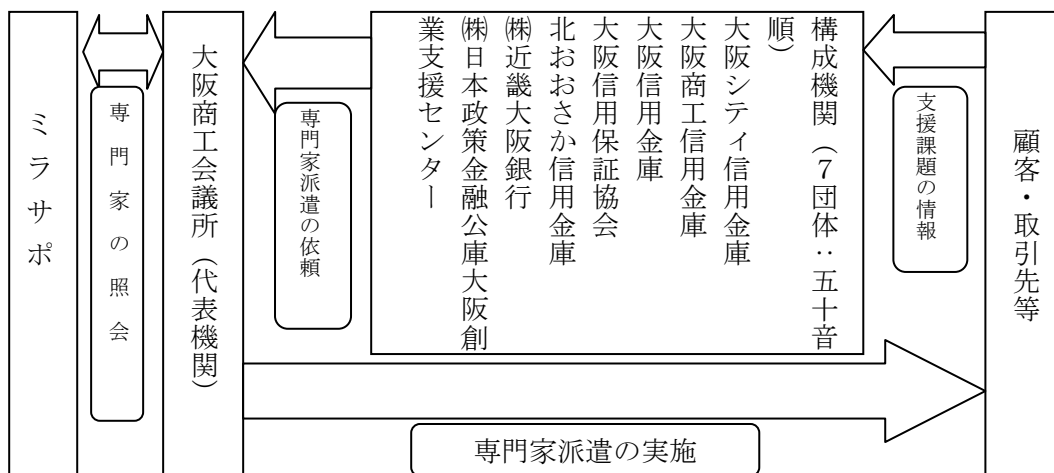 顧客・取引先等
支援課題の情報
構成機関（７団体：五十音
順）
大阪シティ信用金庫
大阪商工信用金庫
大阪信用金庫
大阪信用保証協会
北おおさか信用金庫
㈱近畿大阪銀行
㈱日本政策金融公庫大阪創
業支援センター
専門家派遣の依頼
大阪商工会議所（代表機関）
専門家の照会
ミラサポ
専門家派遣の実施